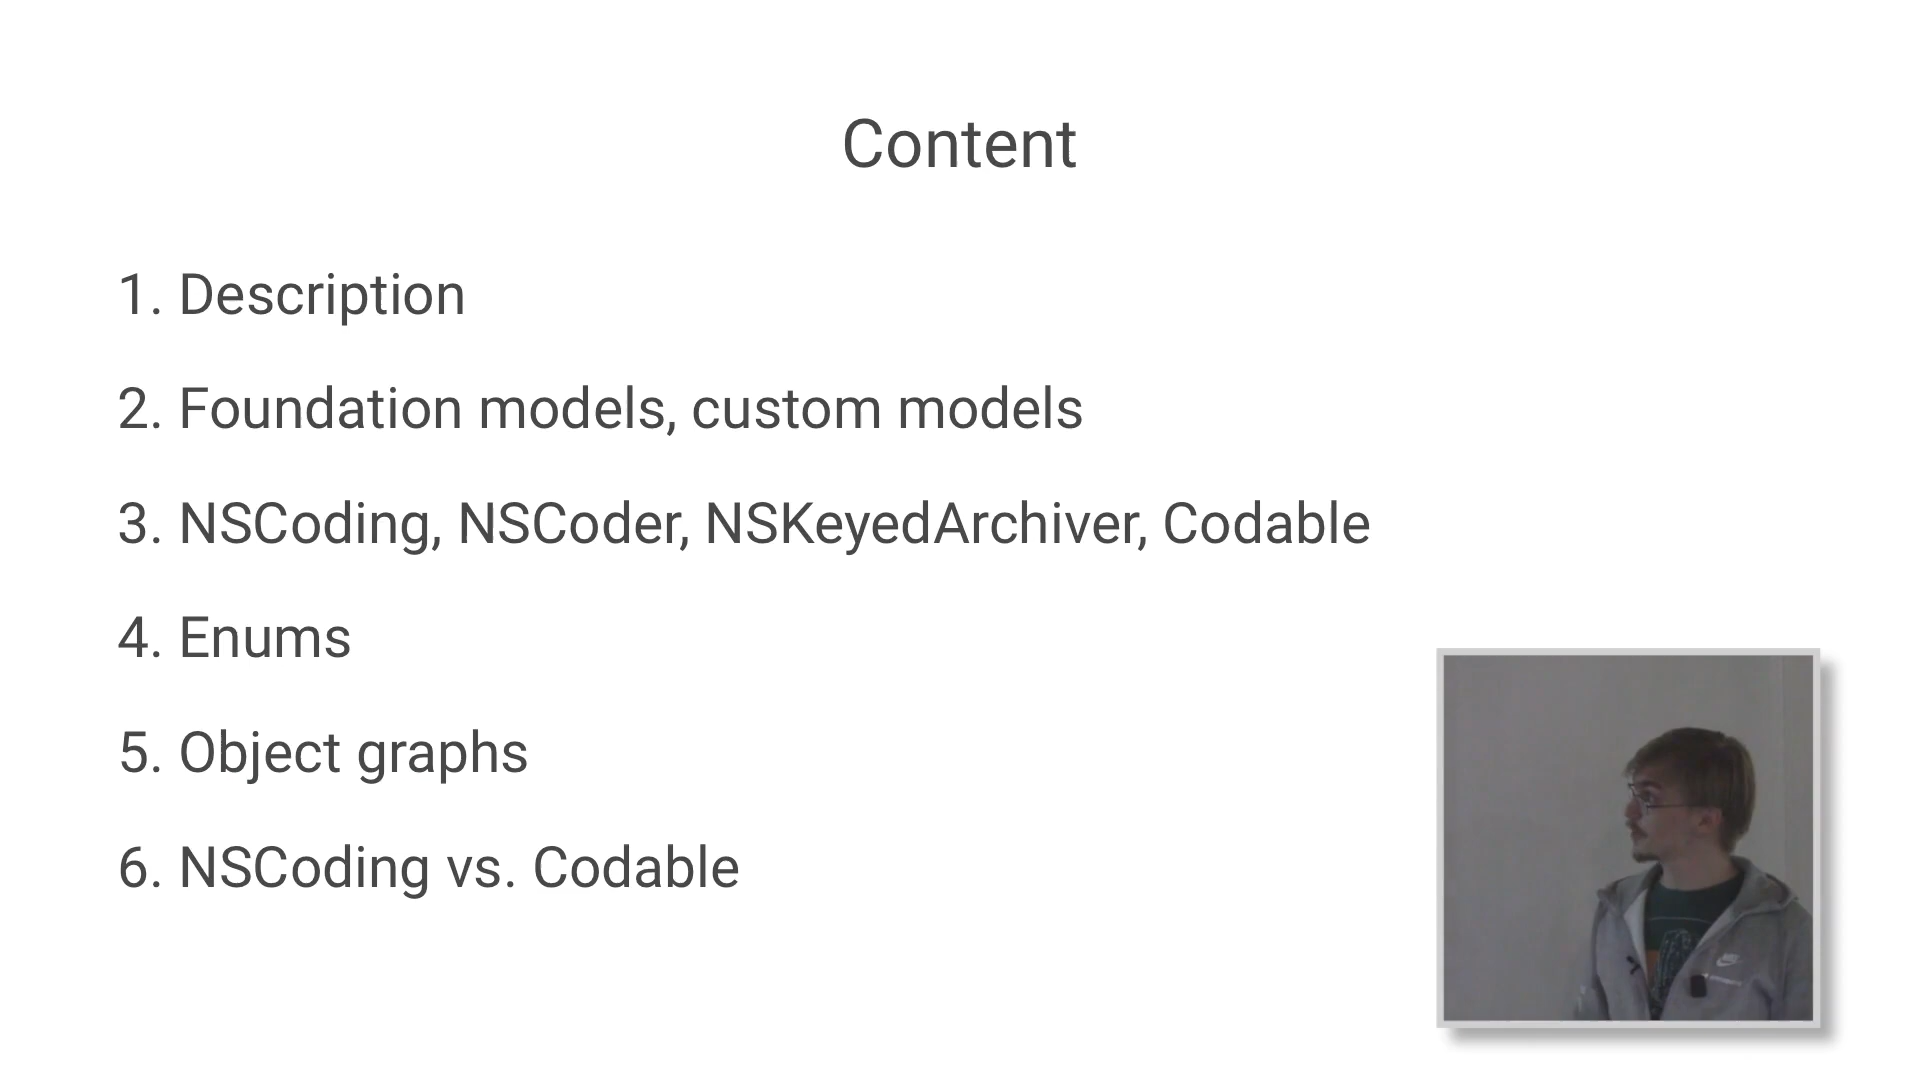 Content
1. Description
2. Foundation models, custom models
3. NSCoding, NSCoder, NSKeyedArchiver, Codable
4. Enums
5. Object graphs
6. NSCoding vs. Codable